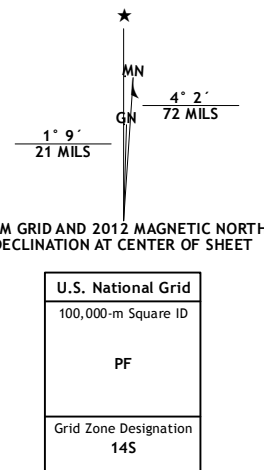 ★
MN
GN
4° 2´
72 MILS
1° 9´
21 MILS
M GRID AND 2012 MAGNETIC NORTH
DECLINATION AT CENTER OF SHEET
U.S. National Grid
100,000-m Square ID
PF
Grid Zone Designation
14S